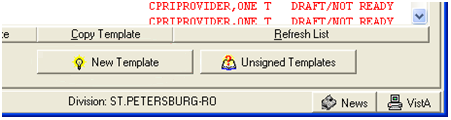 CPRIPROVIDER,ONE T DRAFT/NOT READY
CPRIPROVIDER,ONE T DRAFT/NOT READY
Copy Template Refresh List
New Template Unsigned Templates
Division: ST.PETERSBURG-RO News VistA